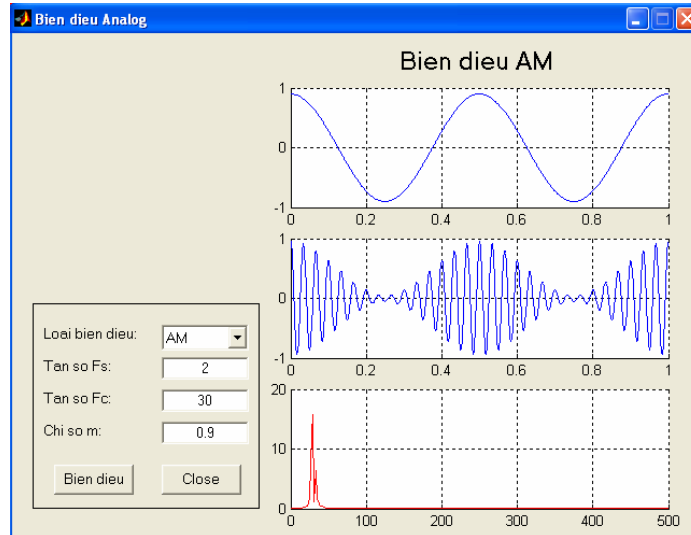 Bien dieu Analog
Bien dieu AM
1
0
-1
0 0.2 0.4 0.6 0.8 1
1
0
-1
0 0.2 0.4 0.6 0.8 1
20
10
0
0 100 200 300 400 500
Loai bien dieu: AM
Tan so Fs: 2
Tan so Fc: 30
Chi so m: 0.9
Bien dieu Close